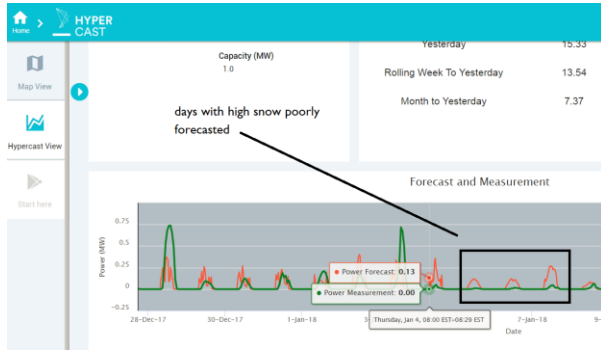 HYPER
CAST
Home
Map View
Hypercast View
Start here
Capacity (MW)
1.0
Yesterday 15.33
Rolling Week To Yesterday 13.54
Month to Yesterday 7.37
days with high snow poorly
forecasted
Forecast and Measurement
Power (MW)
0.75
0.5
0.25
0
-0.25
Power Forecast: 0.13
Power Measurement: 0.00
28-Dec-17 30-Dec-17 1-Jan-18 3 Thursday, Jan 4, 08:00 EST-08:29 EST 7-Jan-18 9-
Date